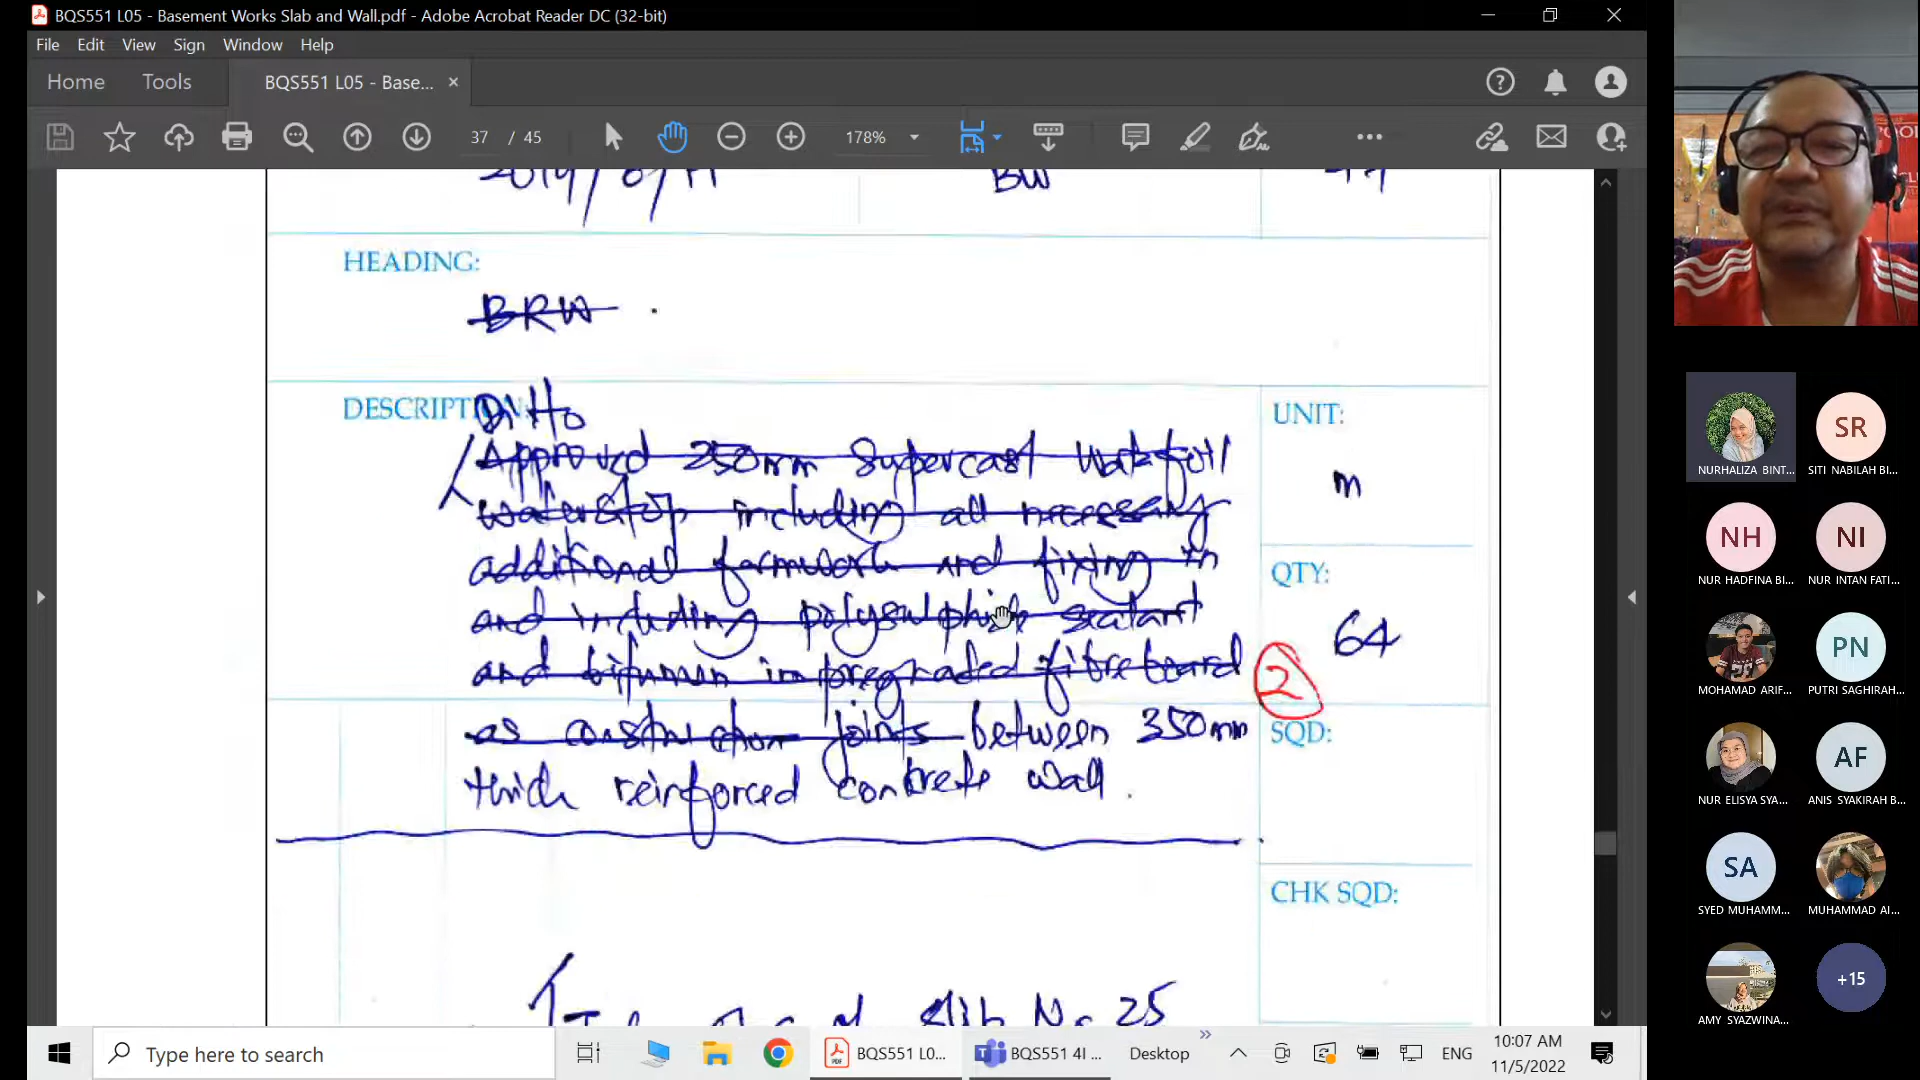 BQS551 L05 - Basement Works Slab and Wall.pdf - Adobe Acrobat Reader DC (32-bit)
File Edit View Sign Window Help
Home Tools BQS551 L05 - Base...
37 / 45 178%
BW
HEADING:
BRW
DESCRIPTION:
Ditto
UNIT:
Approved 250mm Supercast Waterfoil
m
waterstop including all necessary
additional formwork and fixing in
QTY:
and including polysulphide sealant
64
and bitumen impregnated fibreboard
2
as construction joints between 350mm
SQD:
thick reinforced concrete wall.
CHK SQD:
slib No 25
NURHALIZA BINT...
SR
SITI NABILAH BI...
NH
NUR HADFINA BI...
NI
NUR INTAN FATI...
MOHAMAD ARIF...
PN
PUTRI SAGHIRAH...
NUR ELISYA SYA...
AF
ANIS SYAKIRAH B...
SA
SYED MUHAMM...
MUHAMMAD AI...
AMY SYAZWINA...
+15
Type here to search
BQS551 L0...
BQS551 4I ...
Desktop
ENG
10:07 AM
11/5/2022